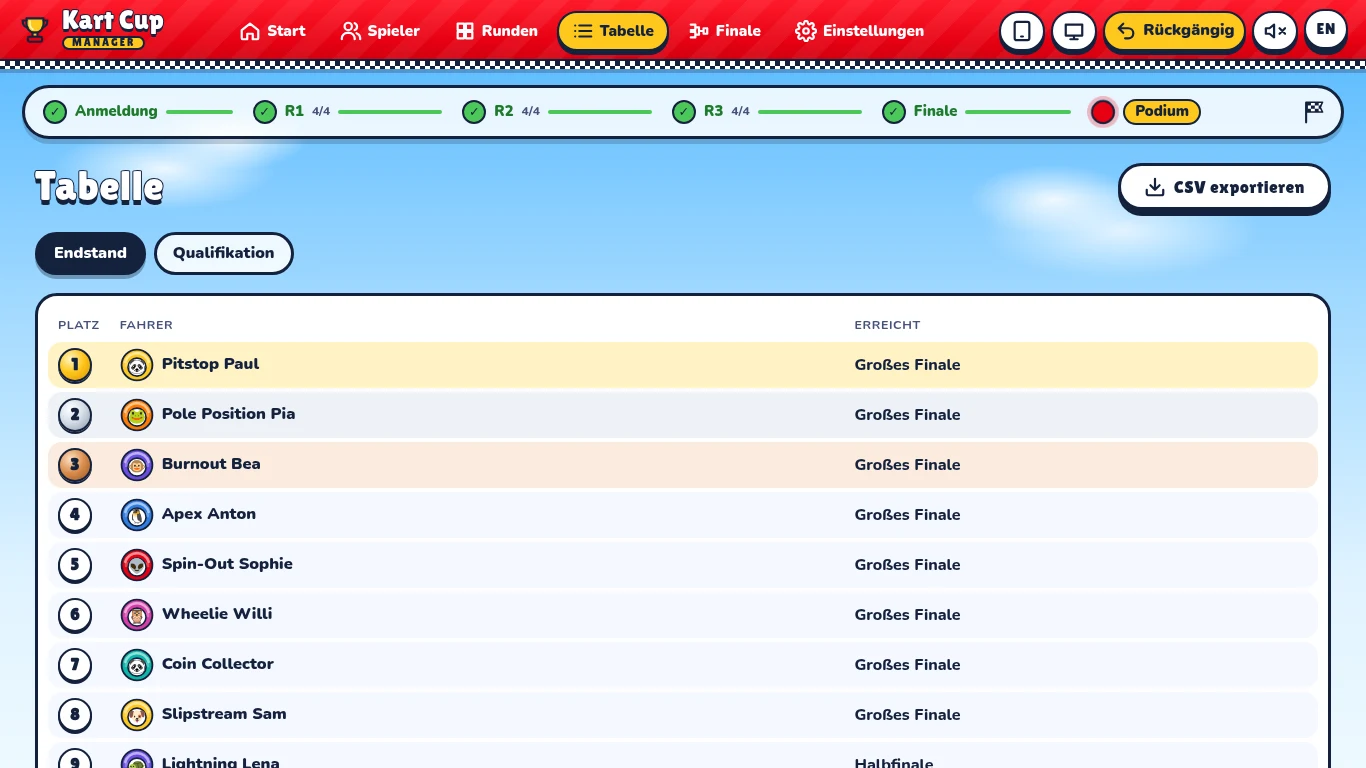 Kart Cup
MANAGER
Start
Spieler
Runden
Tabelle
Finale
Einstellungen
Rückgängig
EN
Anmeldung
R1 4/4
R2 4/4
R3 4/4
Finale
Podium
Tabelle
CSV exportieren
Endstand
Qualifikation
PLATZ FAHRER ERREICHT
1 Pitstop Paul Großes Finale
2 Pole Position Pia Großes Finale
3 Burnout Bea Großes Finale
4 Apex Anton Großes Finale
5 Spin-Out Sophie Großes Finale
6 Wheelie Willi Großes Finale
7 Coin Collector Großes Finale
8 Slipstream Sam Großes Finale
9 Lightning Lena Halbfinale